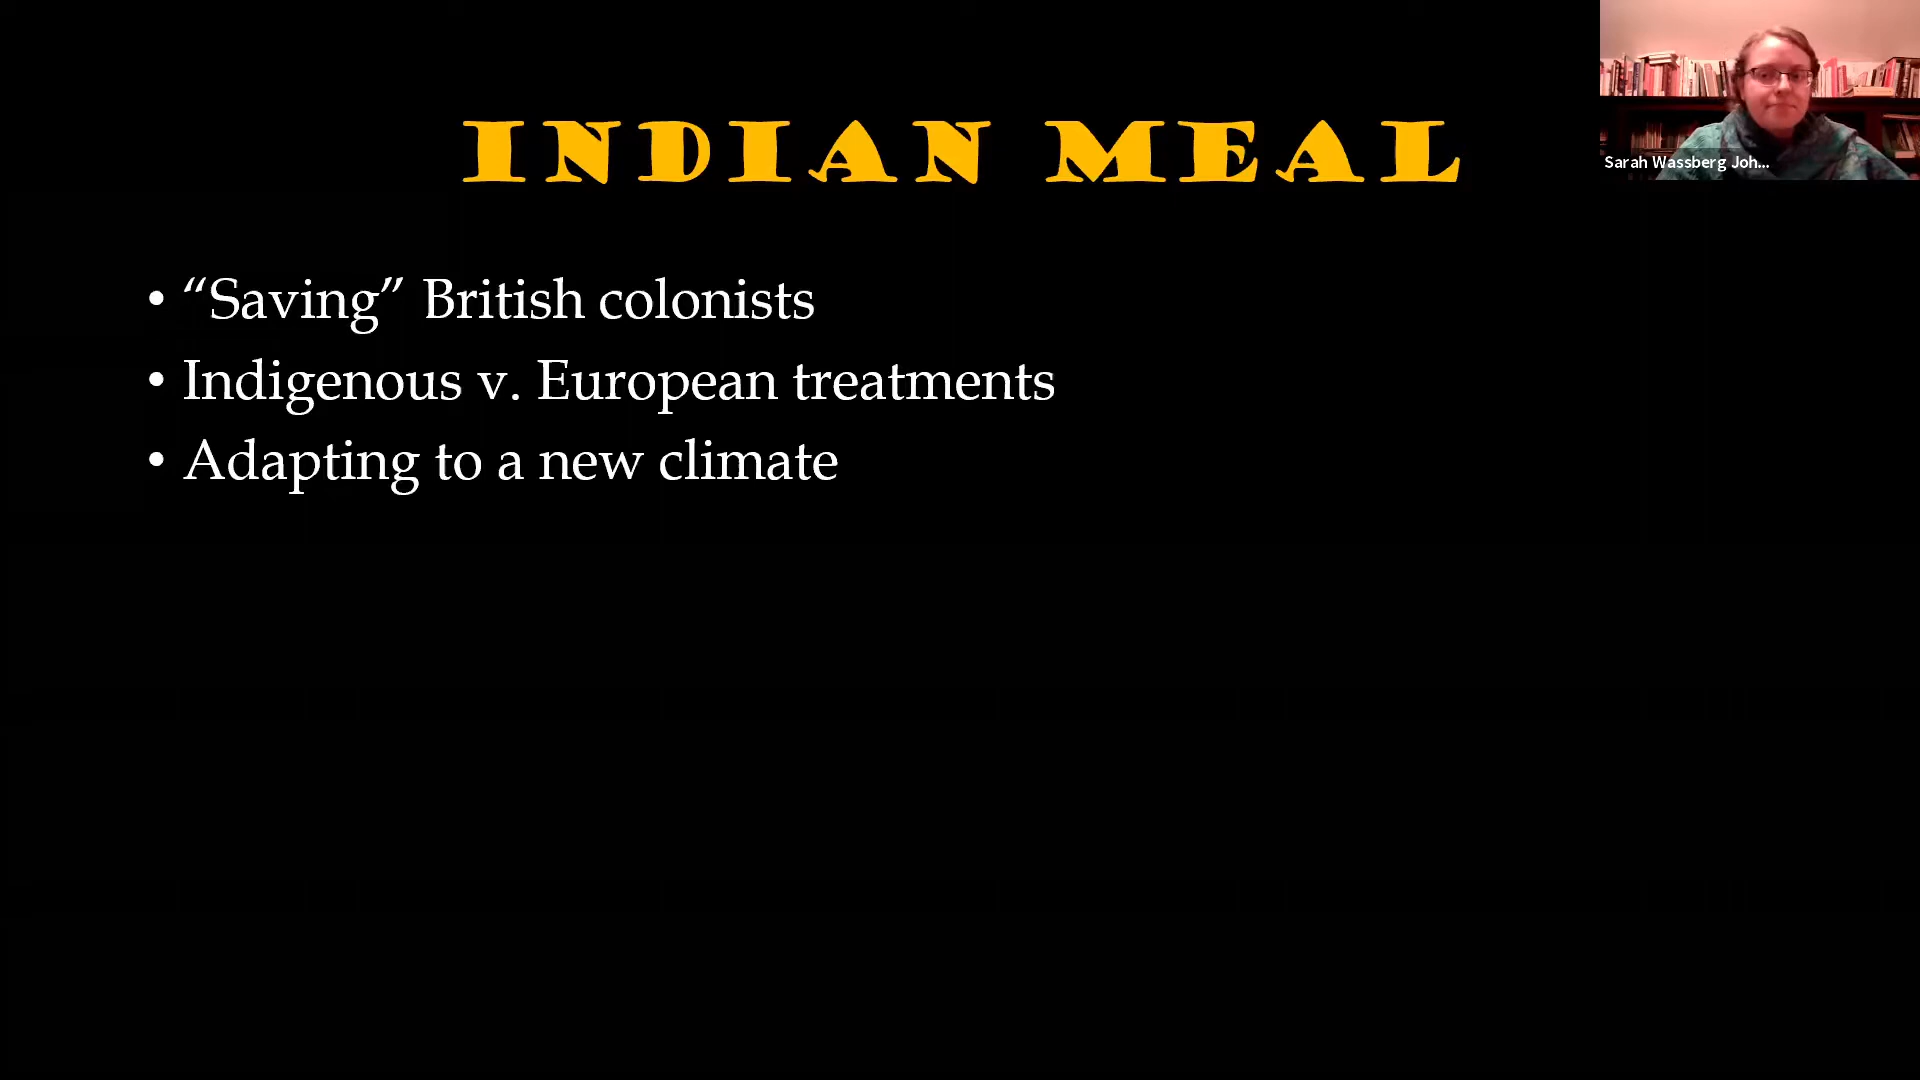 INDIAN MEAL
• “Saving” British colonists
• Indigenous v. European treatments
• Adapting to a new climate
Sarah Wassberg Joh...